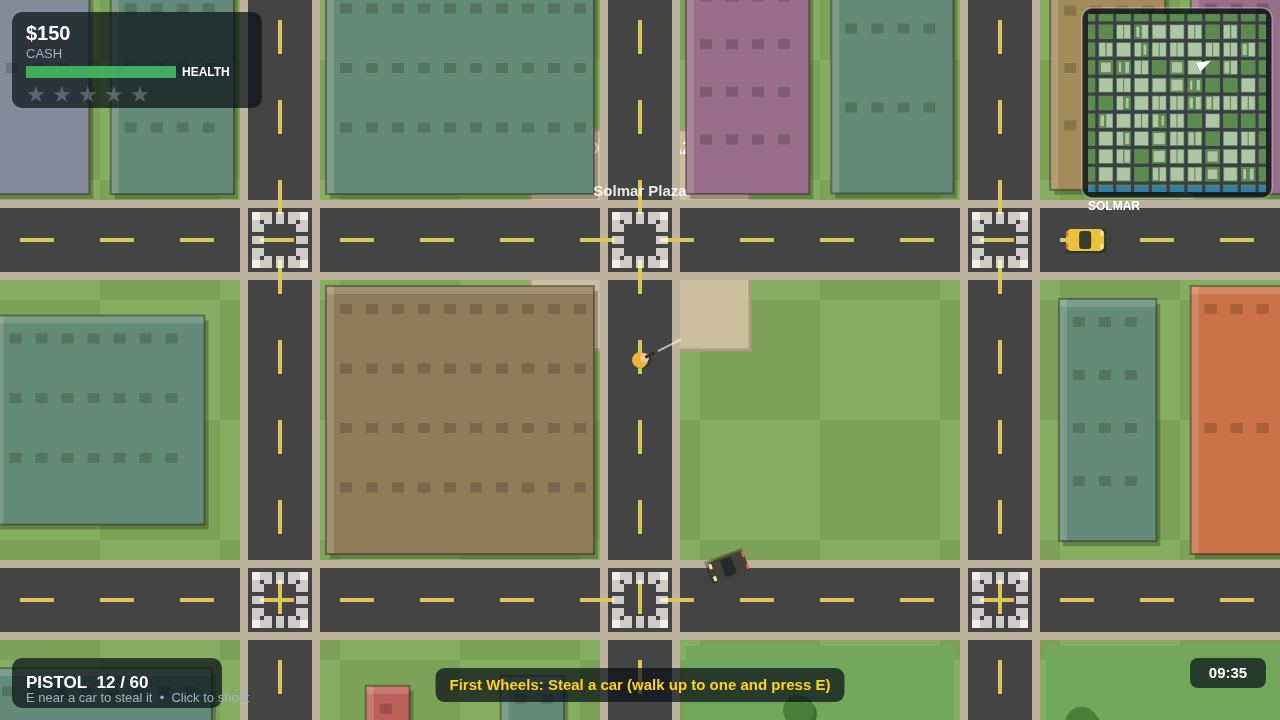 $150
CASH
HEALTH
★★★★★
Solmar Plaza
SOLMAR
PISTOL 12 / 60
E near a car to steal it • Click to shoot
First Wheels: Steal a car (walk up to one and press E)
09:35